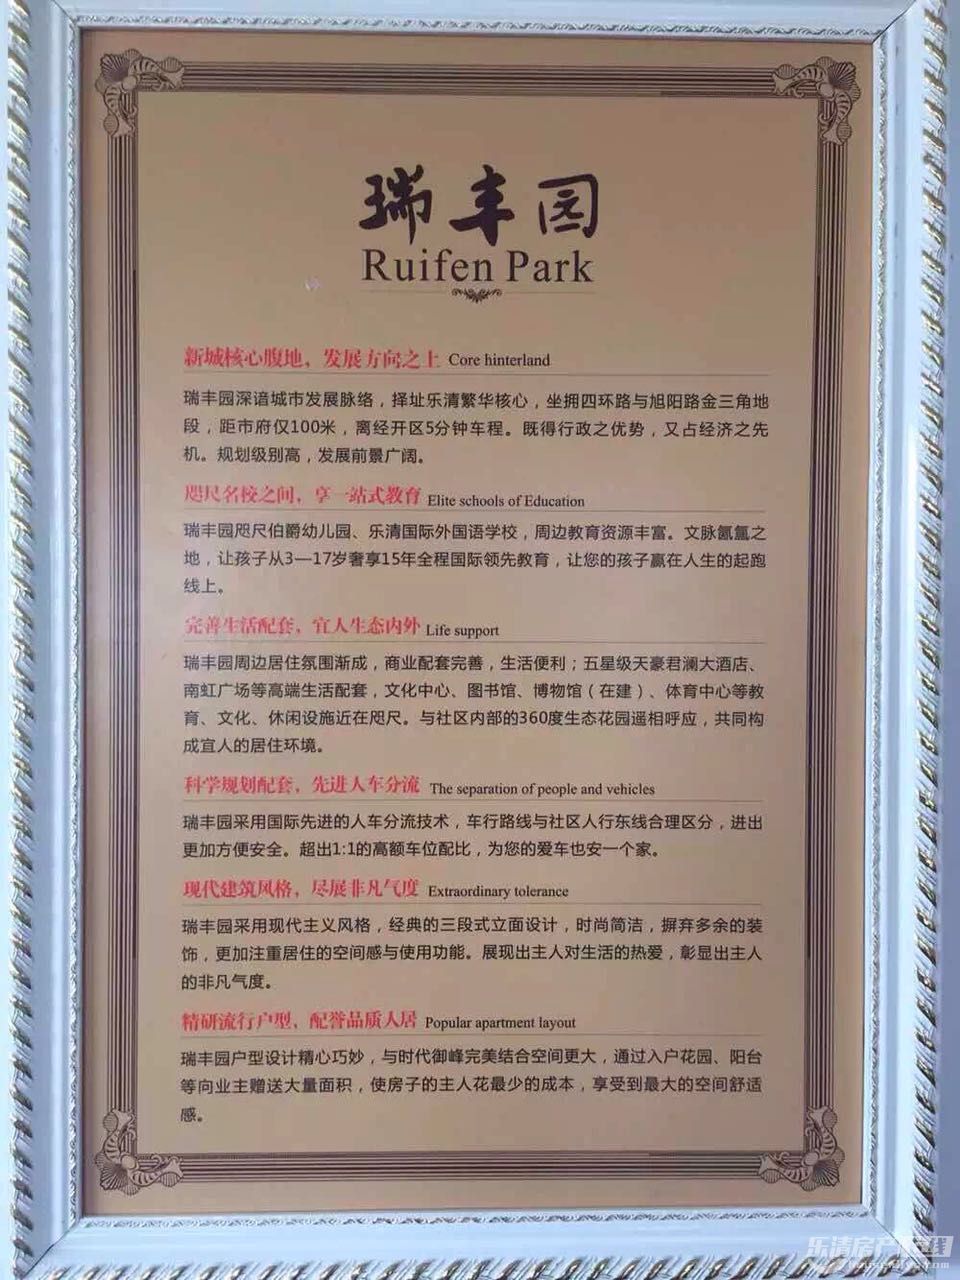 瑞丰园
Ruifen Park
新城核心腹地，发展方向之上 Core hinterland
瑞丰园深谙城市发展脉络，择址乐清繁华核心，坐拥四环路与旭阳路金三角地
段，距市府仅100米，离经开区5分钟车程。既得行政之优势，又占经济之先
机。规划级别高，发展前景广阔。
咫尺名校之间，享一站式教育 Elite schools of Education
瑞丰园咫尺伯爵幼儿园、乐清国际外国语学校，周边教育资源丰富。文脉氤氲之
地，让孩子从3—17岁奢享15年全程国际领先教育，让您的孩子赢在人生的起跑
线上。
完善生活配套，宜人生态内外 Life support
瑞丰园周边居住氛围渐成，商业配套完善，生活便利；五星级天豪君澜大酒店、
南虹广场等高端生活配套，文化中心、图书馆、博物馆（在建）、体育中心等教
育、文化、休闲设施近在咫尺。与社区内部的360度生态花园遥相呼应，共同构
成宜人的居住环境。
科学规划配套，先进人车分流 The separation of people and vehicles
瑞丰园采用国际先进的人车分流技术，车行路线与社区人行东线合理区分，进出
更加方便安全。超出1:1的高额车位配比，为您的爱车也安一个家。
现代建筑风格，尽展非凡气度 Extraordinary tolerance
瑞丰园采用现代主义风格，经典的三段式立面设计，时尚简洁，摒弃多余的装
饰，更加注重居住的空间感与使用功能。展现出主人对生活的热爱，彰显出主人
的非凡气度。
精研流行户型，配誉品质人居 Popular apartment layout
瑞丰园户型设计精心巧妙，与时代御峰完美结合空间更大，通过入户花园、阳台
等向业主赠送大量面积，使房子的主人花最少的成本，享受到最大的空间舒适
感。
乐清房产